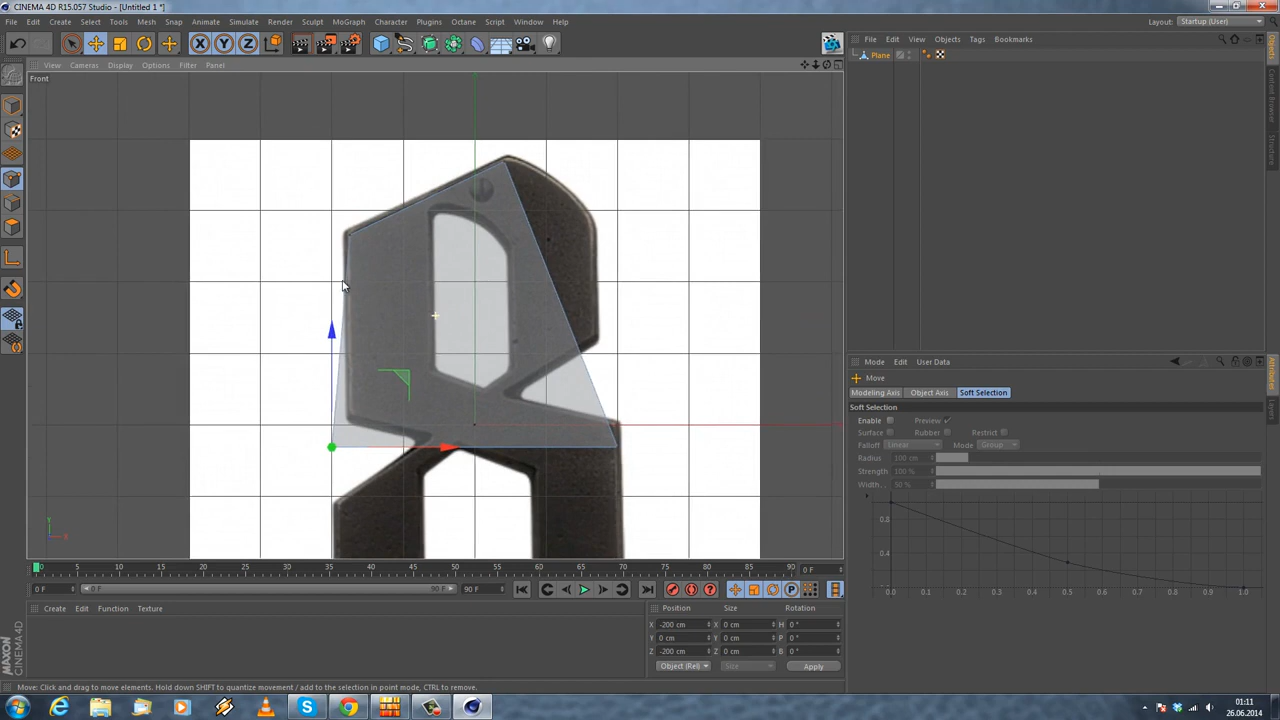 CINEMA 4D R15.057 Studio - [Untitled 1 *]
File Edit Create Select Tools Mesh Snap Animate Simulate Render Sculpt MoGraph Character Plugins Octane Script Window Help
Layout: Startup (User)
File Edit View Objects Tags Bookmarks
Plane
View Cameras Display Options Filter Panel
Front
Objects
Content Browser
Structure
Attributes
Layers
Mode Edit User Data
Move
Modeling Axis Object Axis Soft Selection
Soft Selection
Enable Preview
Surface Rubber Restrict
Falloff Linear Mode Group
Radius 100 cm
Strength 100 %
Width . . 50 %
0.8
0.4
0.0 0.1 0.2 0.3 0.4 0.5 0.6 0.7 0.8 0.9 1.0
Y
X
0 5 10 15 20 25 30 35 40 45 50 55 60 65 70 75 80 85 90 0 F
0 F 0 F 90 F 90 F
Create Edit Function Texture
Position Size Rotation
X -200 cm X 0 cm H 0 °
Y 0 cm Y 0 cm P 0 °
Z -200 cm Z 0 cm B 0 °
Object (Rel) Size Apply
MAXON
CINEMA 4D
Move: Click and drag to move elements. Hold down SHIFT to quantize movement / add to the selection in point mode, CTRL to remove.
01:11
26.06.2014